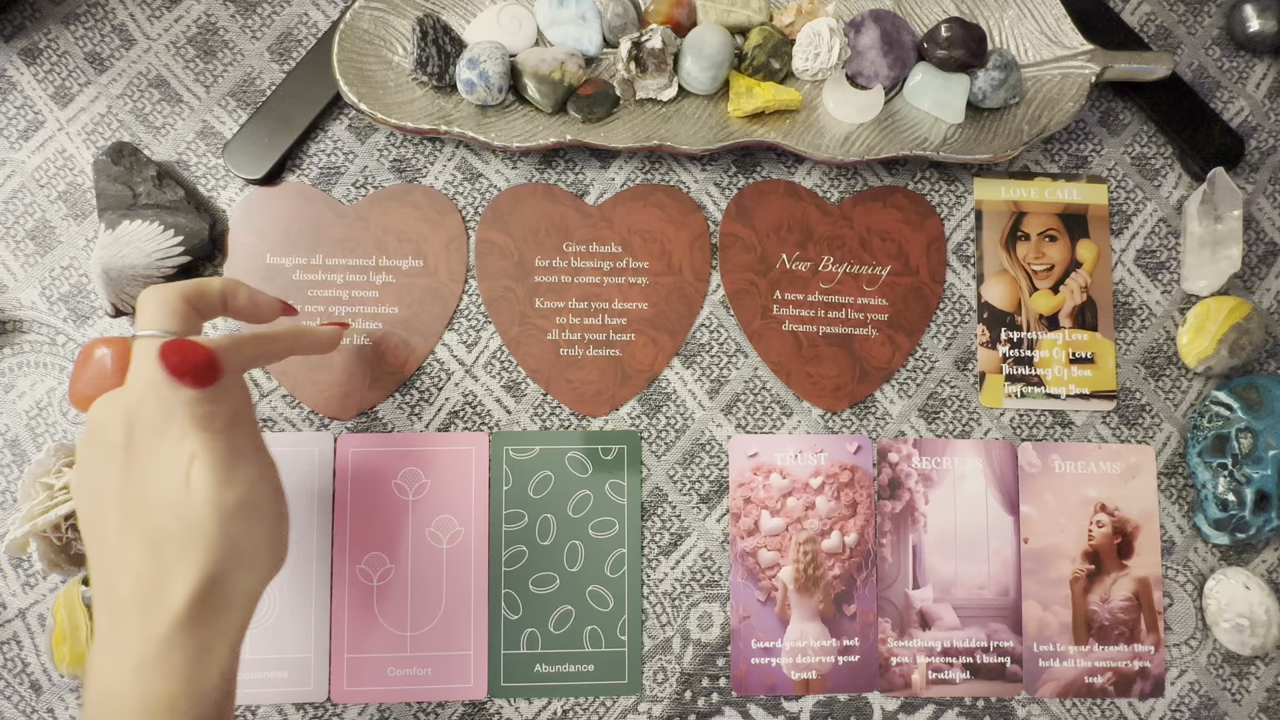 Imagine all unwanted thoughts
dissolving into light,
creating room
new opportunities
life.
Give thanks
for the blessings of love
soon to come your way.
Know that you deserve
to be and have
all that your heart
truly desires.
New Beginning
A new adventure awaits.
Embrace it and live your
dreams passionately.
LOVE CALL
Expressing Love
Messages Of Love
Thinking Of You
Informing You
Comfort
Abundance
TRUST
Guard your heart; not
everyone deserves your
trust.
SECRETS
Something is hidden from
you; someone isn't being
truthful.
DREAMS
Look to your dreams; they
hold all the answers you
seek.